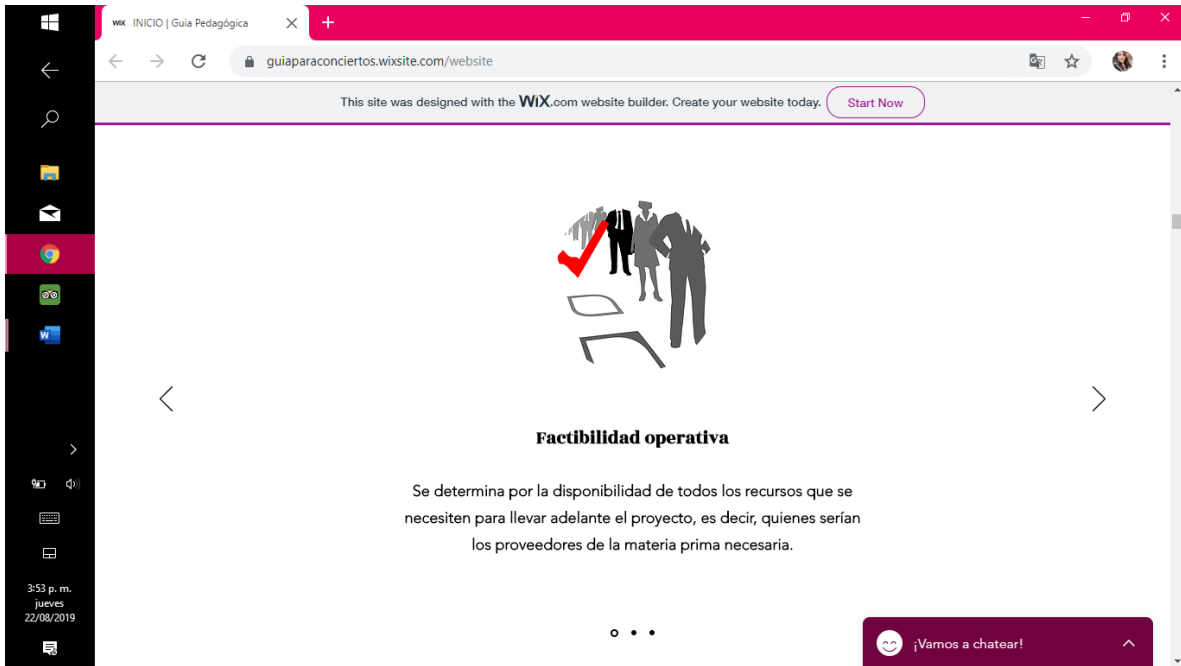 WiX INICIO | Guia Pedagógica
guiaparaconciertos.wixsite.com/website
This site was designed with the WiX.com website builder. Create your website today. Start Now
Factibilidad operativa
Se determina por la disponibilidad de todos los recursos que se
necesiten para llevar adelante el proyecto, es decir, quienes serían
los proveedores de la materia prima necesaria.
¡Vamos a chatear!
3:53 p. m.
jueves
22/08/2019